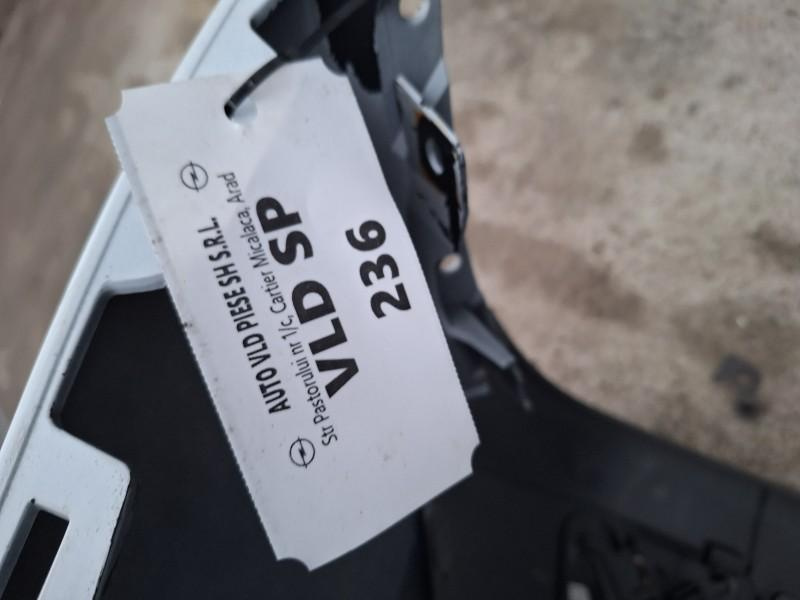 AUTO VLD PIESE SH S.R.L.
Str Pastorului nr 1/c, Cartier Micalaca, Arad
VLD SP
236